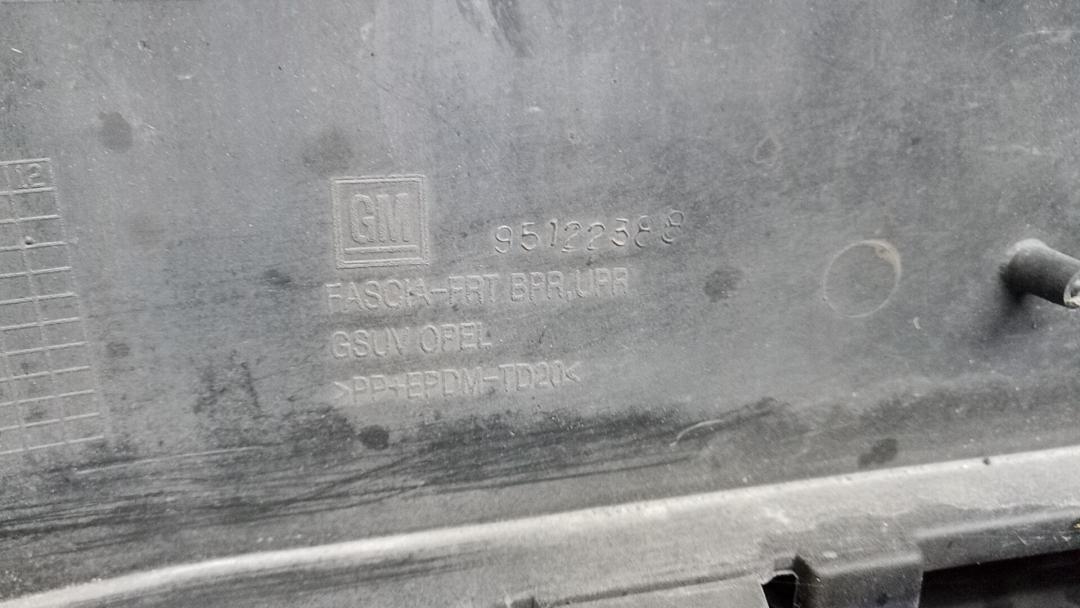 12
GM
95122388
FASCIA-FRT BPR,UPR
GSUV OPEL
>PP+EPDM-TD20<